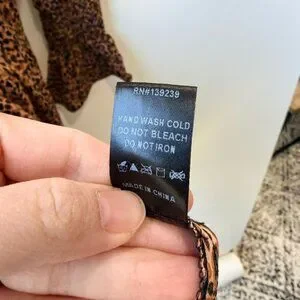 RN#139239
HAND WASH COLD
DO NOT BLEACH
DO NOT IRON
MADE IN CHINA